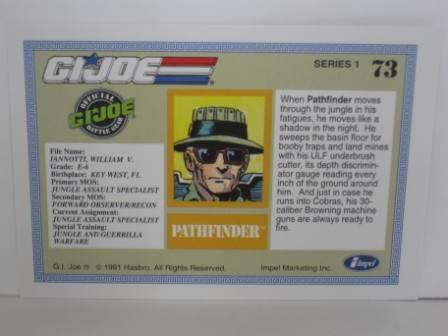 G.I. JOE
SERIES 1 73
OFFICIAL
G.I. JOE
BATTLE GEAR
File Name:
IANNOTTI, WILLIAM V.
Grade: E-6
Birthplace: KEY WEST, FL.
Primary MOS:
JUNGLE ASSAULT SPECIALIST
Secondary MOS:
FORWARD OBSERVER/RECON
Current Assignment:
JUNGLE ASSAULT SPECIALIST
Special Training:
JUNGLE AND GUERRILLA
WARFARE
PATHFINDER™
When Pathfinder moves
through the jungle in his
fatigues, he moves like a
shadow in the night. He
sweeps the basin floor for
booby traps and land mines
with his ULF underbrush
cutter, its depth discrimin-
ator gauge reading every
inch of the ground around
him. And just in case he
runs into Cobras, his 30-
caliber Browning machine
guns are always ready to
fire.
G.I. Joe ® © 1991 Hasbro. All Rights Reserved.
Impel Marketing Inc.
impel